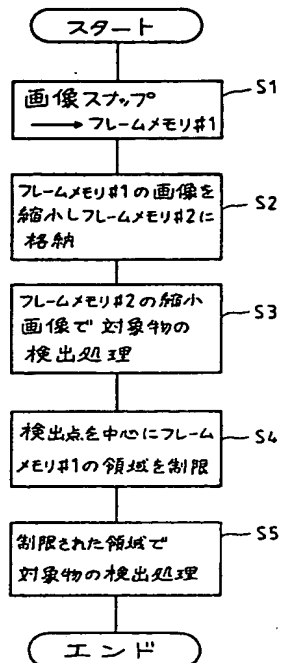 スタート
画像スナップ
S1
→ フレームメモリ#1
フレームメモリ#1の画像を
S2
縮小しフレームメモリ#2に
格納
フレームメモリ#2の縮小
S3
画像で対象物の
検出処理
検出点を中心にフレーム
S4
メモリ#1の領域を制限
制限された領域で
S5
対象物の検出処理
エンド